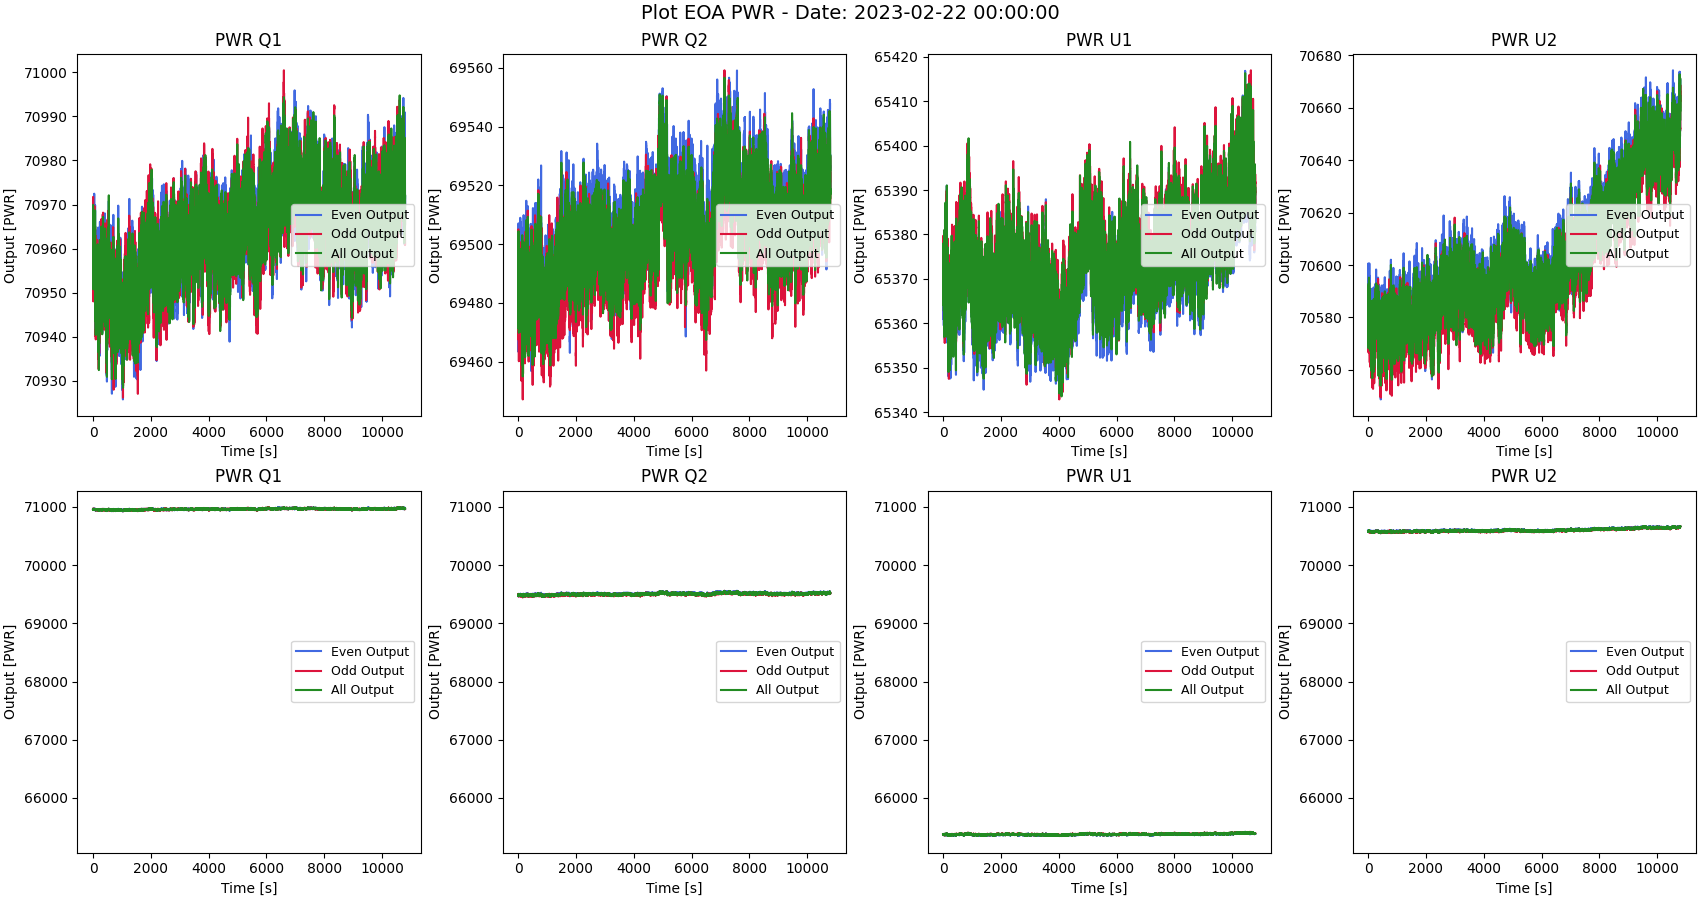 Plot EOA PWR - Date: 2023-02-22 00:00:00
PWR Q1
Output [PWR]
71000
70990
70980
70970
70960
70950
70940
70930
0 2000 4000 6000 8000 10000
Time [s]
Even Output
Odd Output
All Output
PWR Q2
Output [PWR]
69560
69540
69520
69500
69480
69460
0 2000 4000 6000 8000 10000
Time [s]
Even Output
Odd Output
All Output
PWR U1
Output [PWR]
65420
65410
65400
65390
65380
65370
65360
65350
65340
0 2000 4000 6000 8000 10000
Time [s]
Even Output
Odd Output
All Output
PWR U2
Output [PWR]
70680
70660
70640
70620
70600
70580
70560
0 2000 4000 6000 8000 10000
Time [s]
Even Output
Odd Output
All Output
PWR Q1
Output [PWR]
71000
70000
69000
68000
67000
66000
0 2000 4000 6000 8000 10000
Time [s]
Even Output
Odd Output
All Output
PWR Q2
Output [PWR]
71000
70000
69000
68000
67000
66000
0 2000 4000 6000 8000 10000
Time [s]
Even Output
Odd Output
All Output
PWR U1
Output [PWR]
71000
70000
69000
68000
67000
66000
0 2000 4000 6000 8000 10000
Time [s]
Even Output
Odd Output
All Output
PWR U2
Output [PWR]
71000
70000
69000
68000
67000
66000
0 2000 4000 6000 8000 10000
Time [s]
Even Output
Odd Output
All Output